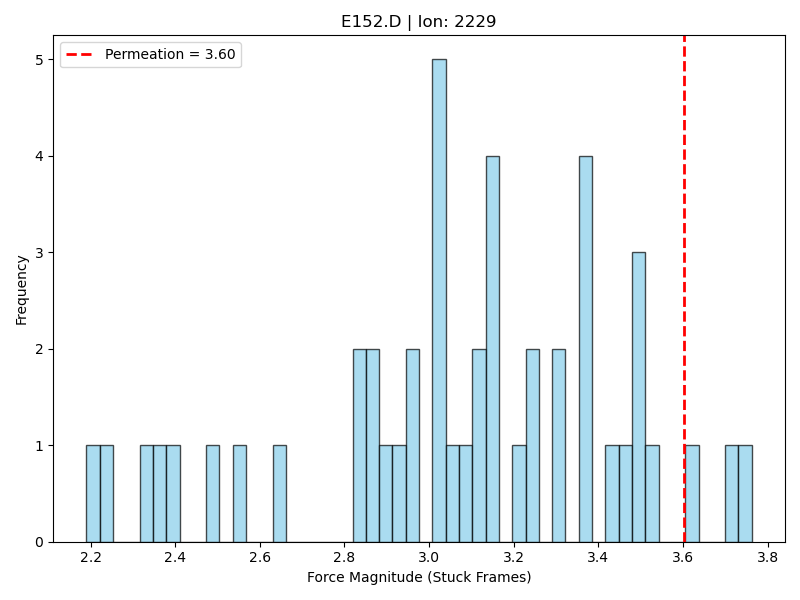 E152.D | Ion: 2229
Permeation = 3.60
Frequency
5
4
3
2
1
0
2.2 2.4 2.6 2.8 3.0 3.2 3.4 3.6 3.8
Force Magnitude (Stuck Frames)